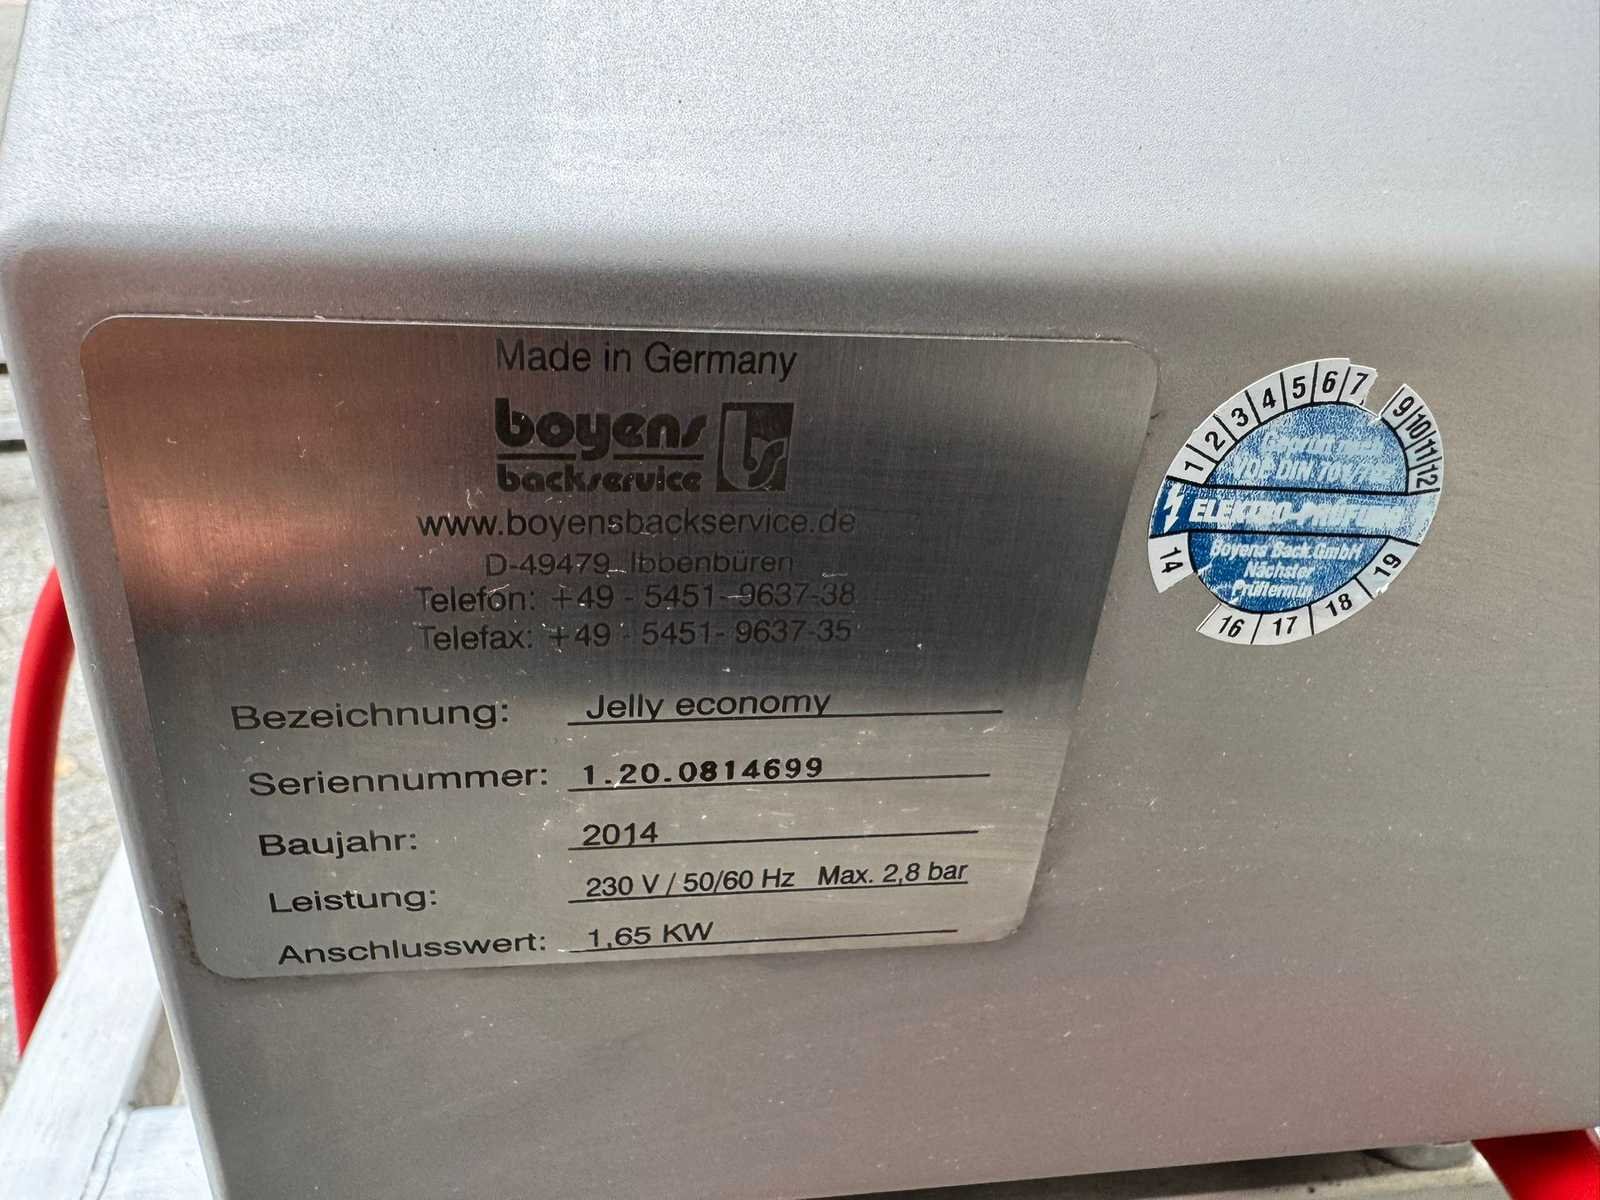 Made in Germany
boyens
backservice
www.boyensbackservice.de
D-49479 Ibbenbüren
Telefon: +49 - 5451- 9637-38
Telefax: +49 - 5451- 9637-35
Bezeichnung: Jelly economy
Seriennummer: 1.20.0814699
Baujahr: 2014
Leistung: 230 V / 50/60 Hz Max. 2,8 bar
Anschlusswert: 1,65 KW
1 2 3 4 5 6 7 9 10 11 12
VDE DIN
ELEKTRO-PRÜFUNG
Boyens Back GmbH
Nächster
Prüftermin
14 16 17 18 19